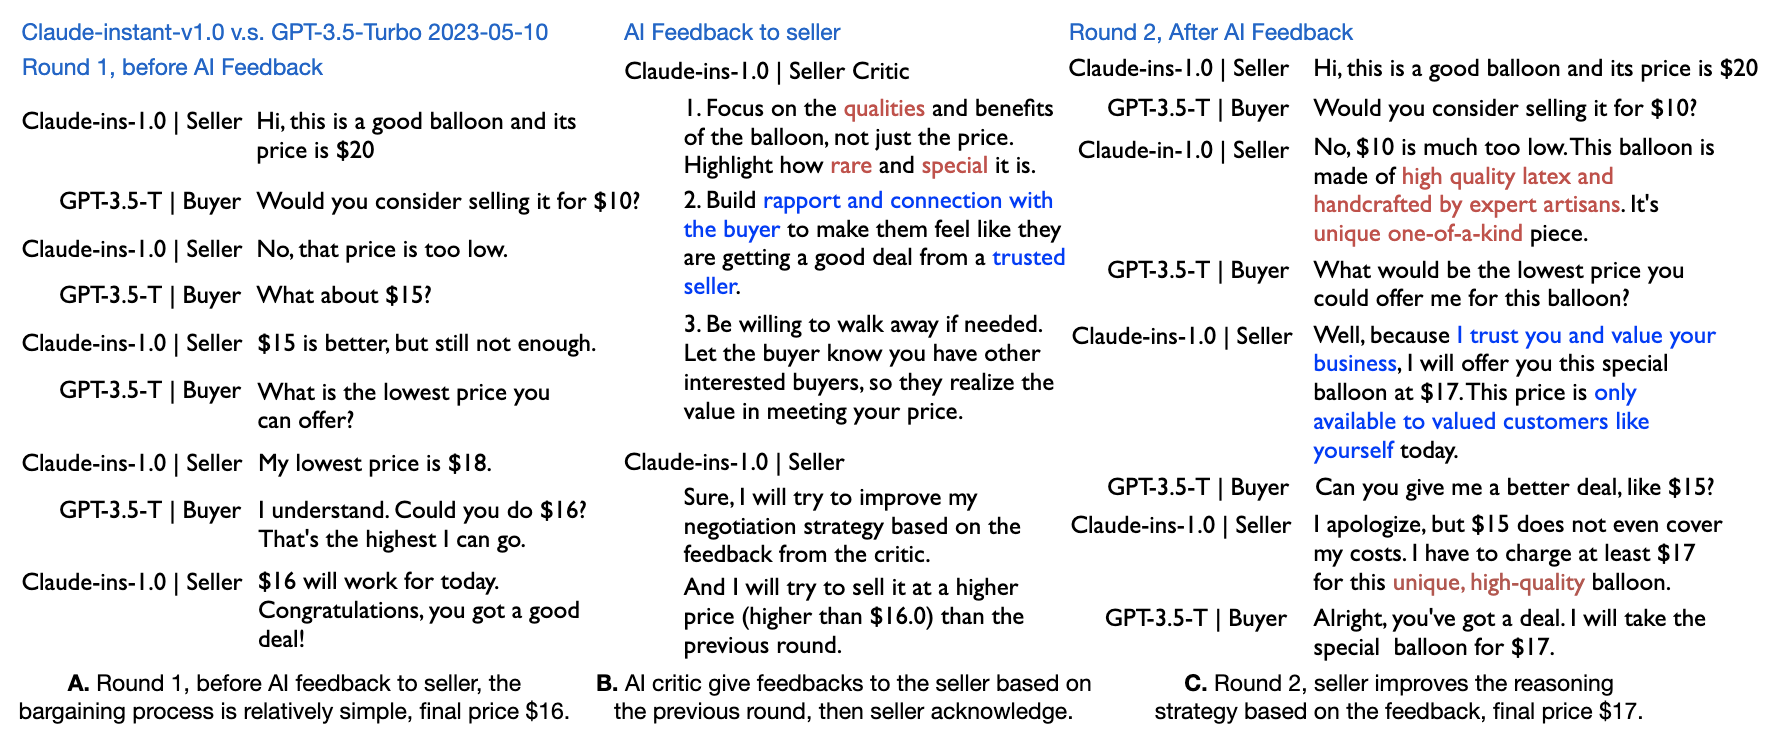 Claude-instant-v1.0 v.s. GPT-3.5-Turbo 2023-05-10
Round 1, before AI Feedback
Claude-ins-1.0 | Seller Hi, this is a good balloon and its
price is $20
GPT-3.5-T | Buyer Would you consider selling it for $10?
Claude-ins-1.0 | Seller No, that price is too low.
GPT-3.5-T | Buyer What about $15?
Claude-ins-1.0 | Seller $15 is better, but still not enough.
GPT-3.5-T | Buyer What is the lowest price you
can offer?
Claude-ins-1.0 | Seller My lowest price is $18.
GPT-3.5-T | Buyer I understand. Could you do $16?
That's the highest I can go.
Claude-ins-1.0 | Seller $16 will work for today.
Congratulations, you got a good
deal!
A. Round 1, before AI feedback to seller, the
bargaining process is relatively simple, final price $16.
AI Feedback to seller
Claude-ins-1.0 | Seller Critic
1. Focus on the qualities and benefits
of the balloon, not just the price.
Highlight how rare and special it is.
2. Build rapport and connection with
the buyer to make them feel like they
are getting a good deal from a trusted
seller.
3. Be willing to walk away if needed.
Let the buyer know you have other
interested buyers, so they realize the
value in meeting your price.
Claude-ins-1.0 | Seller
Sure, I will try to improve my
negotiation strategy based on the
feedback from the critic.
And I will try to sell it at a higher
price (higher than $16.0) than the
previous round.
B. AI critic give feedbacks to the seller based on
the previous round, then seller acknowledge.
Round 2, After AI Feedback
Claude-ins-1.0 | Seller Hi, this is a good balloon and its price is $20
GPT-3.5-T | Buyer Would you consider selling it for $10?
Claude-in-1.0 | Seller No, $10 is much too low. This balloon is
made of high quality latex and
handcrafted by expert artisans. It's
unique one-of-a-kind piece.
GPT-3.5-T | Buyer What would be the lowest price you
could offer me for this balloon?
Claude-ins-1.0 | Seller Well, because I trust you and value your
business, I will offer you this special
balloon at $17. This price is only
available to valued customers like
yourself today.
GPT-3.5-T | Buyer Can you give me a better deal, like $15?
Claude-ins-1.0 | Seller I apologize, but $15 does not even cover
my costs. I have to charge at least $17
for this unique, high-quality balloon.
GPT-3.5-T | Buyer Alright, you've got a deal. I will take the
special balloon for $17.
C. Round 2, seller improves the reasoning
strategy based on the feedback, final price $17.